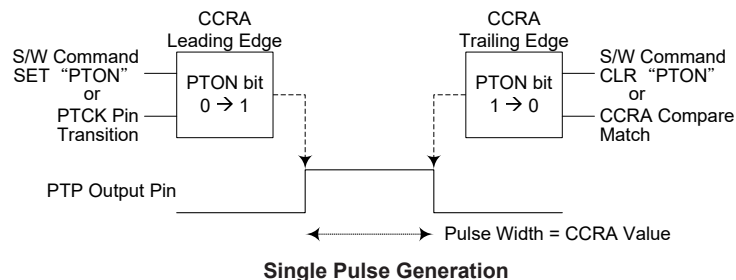 CCRA
Leading Edge
S/W Command
SET “PTON”
or
PTCK Pin
Transition
PTON bit
0 → 1
CCRA
Trailing Edge
PTON bit
1 → 0
S/W Command
CLR “PTON”
or
CCRA Compare
Match
PTP Output Pin
Pulse Width = CCRA Value
Single Pulse Generation